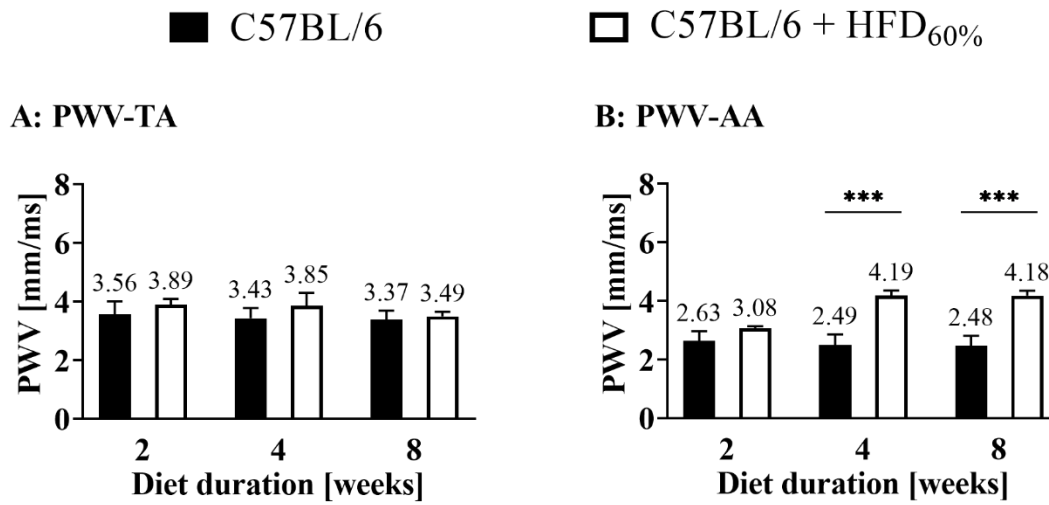 C57BL/6
C57BL/6 + HFD60%
A: PWV-TA
PWV [mm/ms]
8
6
4
2
0
3.56
3.89
3.43
3.85
3.37
3.49
2 4 8
Diet duration [weeks]
B: PWV-AA
PWV [mm/ms]
8
6
4
2
0
2.63
3.08
2.49
4.19
2.48
4.18
*** ***
2 4 8
Diet duration [weeks]